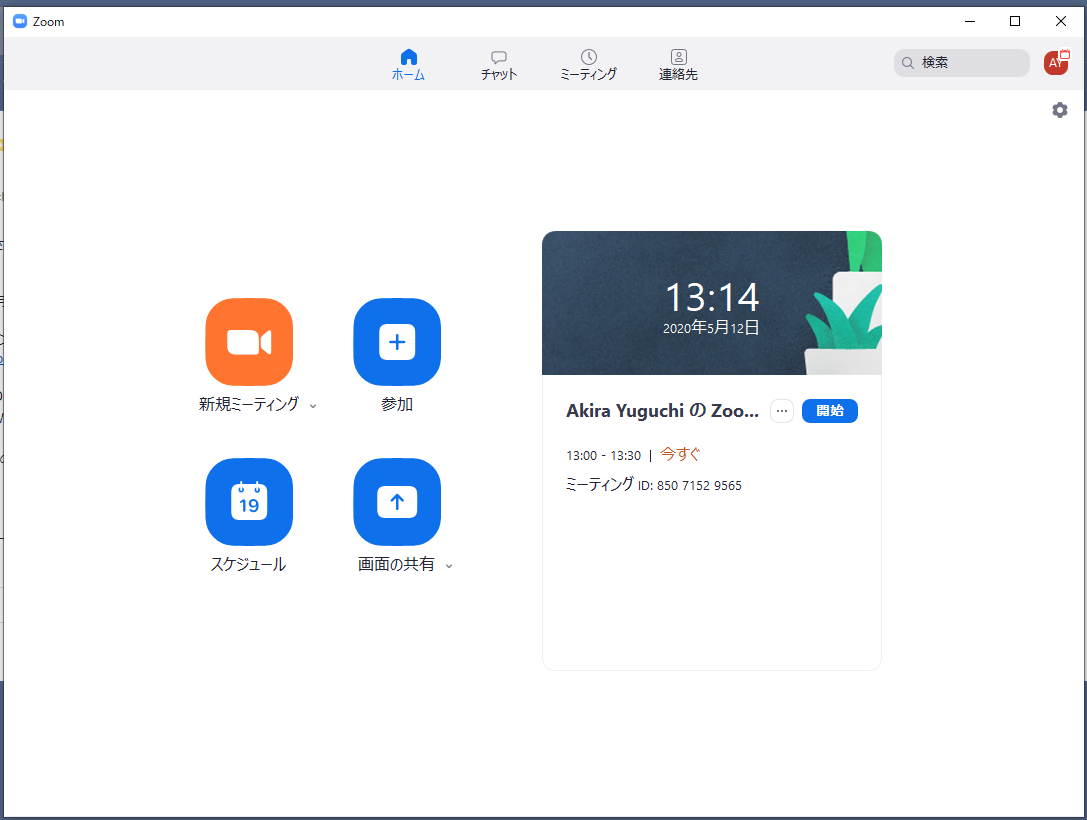 Zoom
ホーム
チャット
ミーティング
連絡先
検索
AY
13:14
2020年5月12日
新規ミーティング
参加
Akira Yuguchi の Zoo... ... 開始
13:00 - 13:30 | 今すぐ
ミーティング ID: 850 7152 9565
19
スケジュール
画面の共有